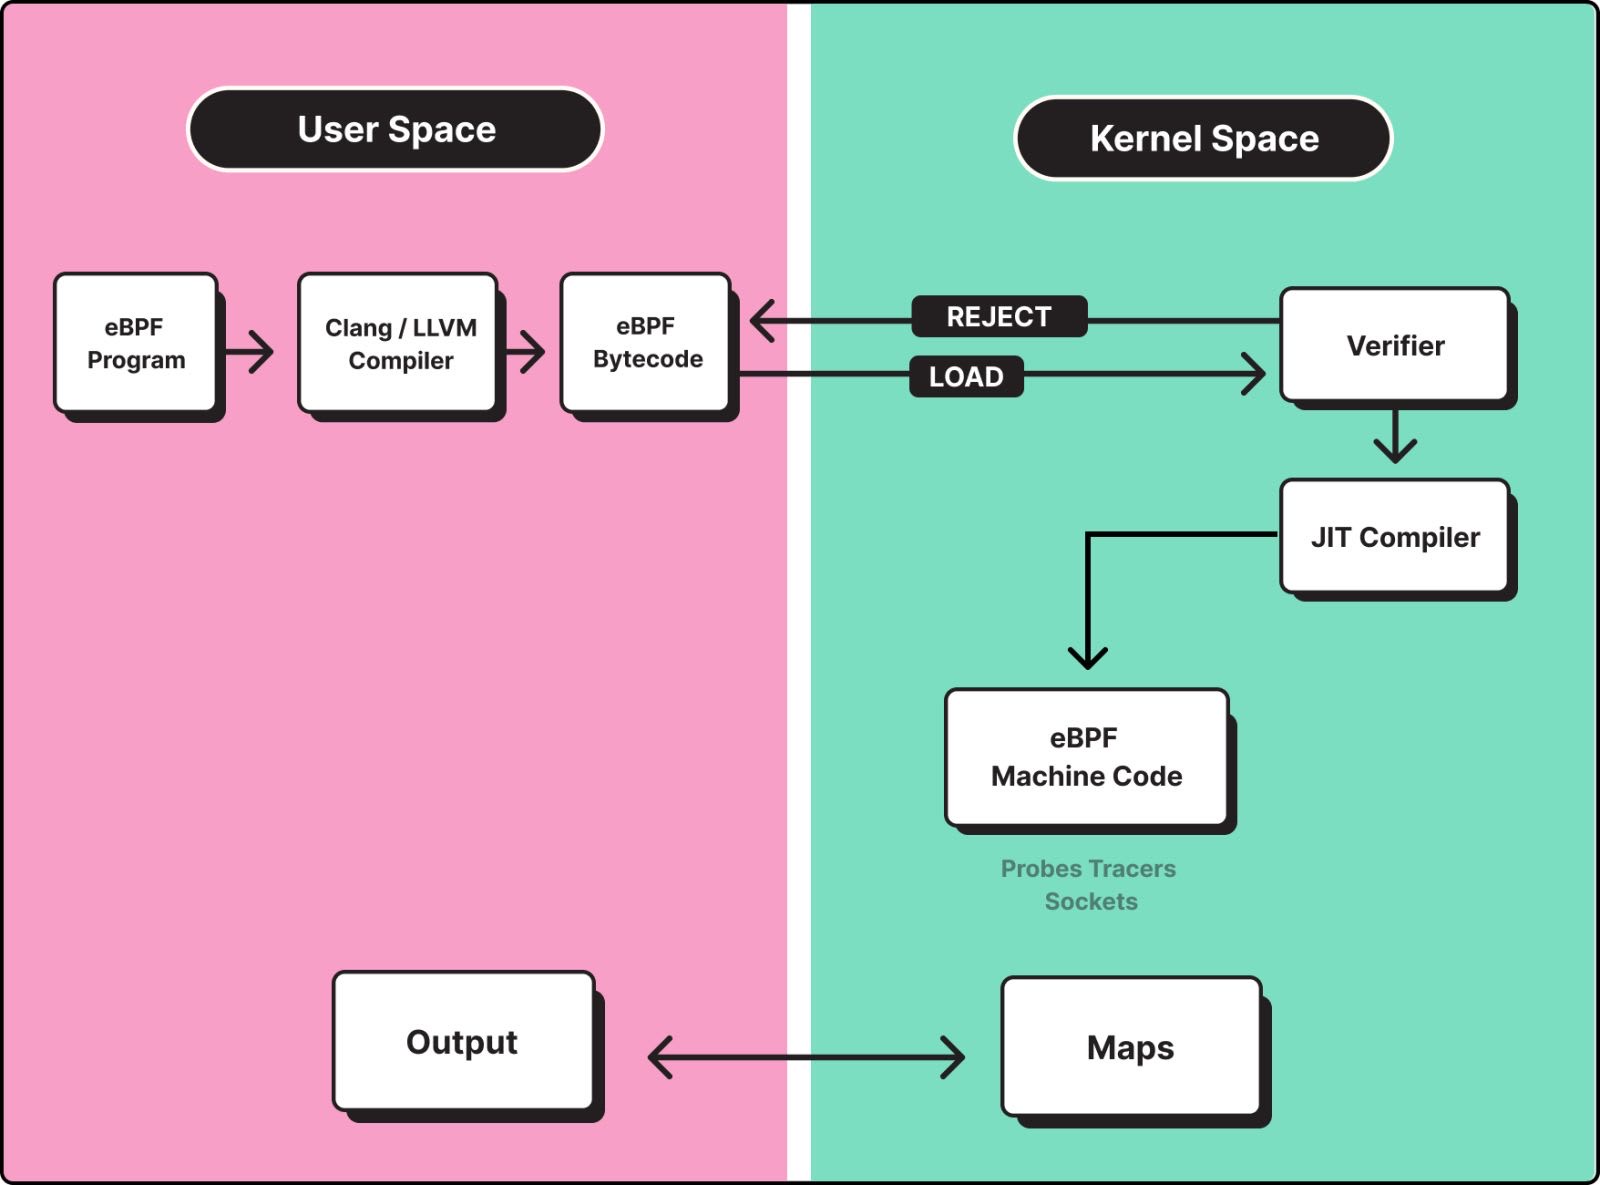 User Space
Kernel Space
eBPF
Program
Clang / LLVM
Compiler
eBPF
Bytecode
REJECT
LOAD
Verifier
JIT Compiler
eBPF
Machine Code
Probes Tracers
Sockets
Output
Maps